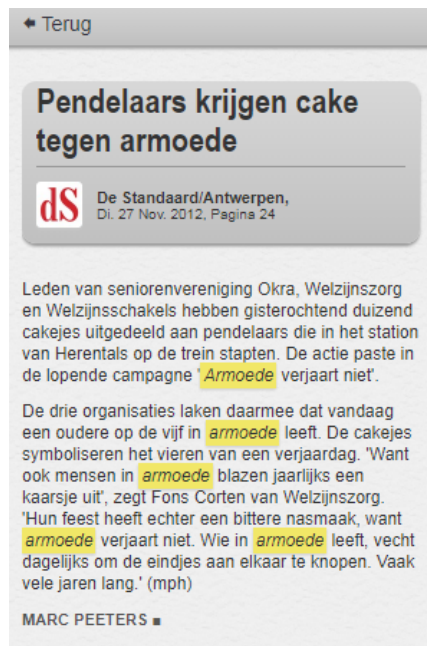 Terug
Pendelaars krijgen cake
tegen armoede
dS
De Standaard/Antwerpen,
Di. 27 Nov. 2012, Pagina 24
Leden van seniorenvereniging Okra, Welzijnszorg
en Welzijnsschakels hebben gisterochtend duizend
cakejes uitgedeeld aan pendelaars die in het station
van Herentals op de trein stapten. De actie paste in
de lopende campagne 'Armoede verjaart niet'.
De drie organisaties laken daarmee dat vandaag
een oudere op de vijf in armoede leeft. De cakejes
symboliseren het vieren van een verjaardag. 'Want
ook mensen in armoede blazen jaarlijks een
kaarsje uit', zegt Fons Corten van Welzijnszorg.
'Hun feest heeft echter een bittere nasmaak, want
armoede verjaart niet. Wie in armoede leeft, vecht
dagelijks om de eindjes aan elkaar te knopen. Vaak
vele jaren lang.' (mph)
MARC PEETERS